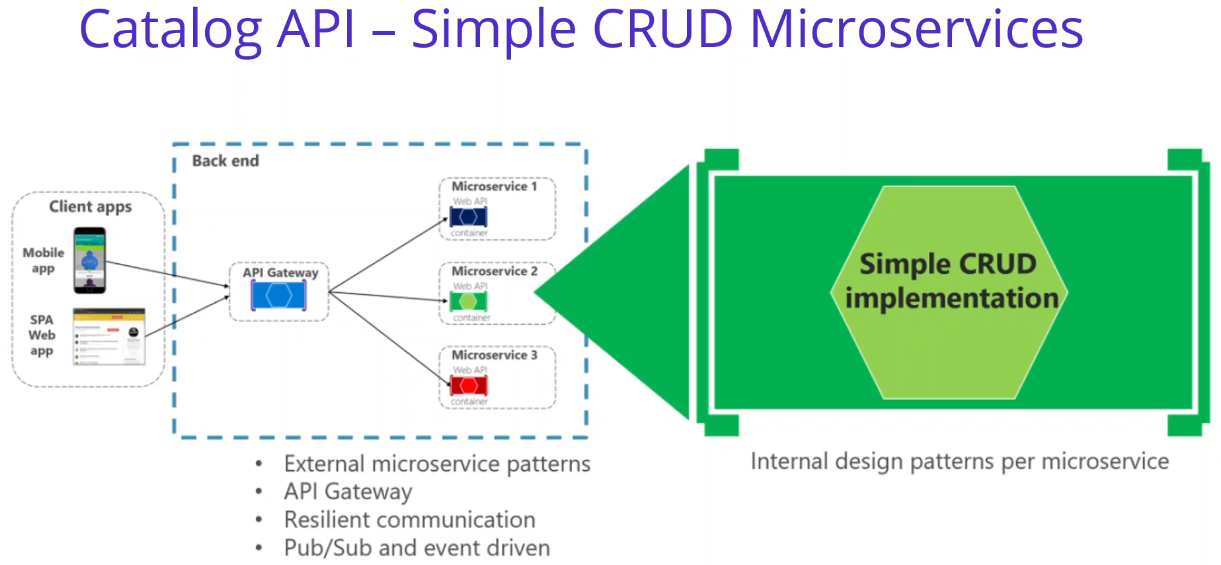 Catalog API – Simple CRUD Microservices
Back end
Client apps
Mobile
app
SPA
Web
app
API Gateway
Microservice 1
Web API
container
Microservice 2
Web API
container
Microservice 3
Web API
container
Simple CRUD
implementation
• External microservice patterns
• API Gateway
• Resilient communication
• Pub/Sub and event driven
Internal design patterns per microservice